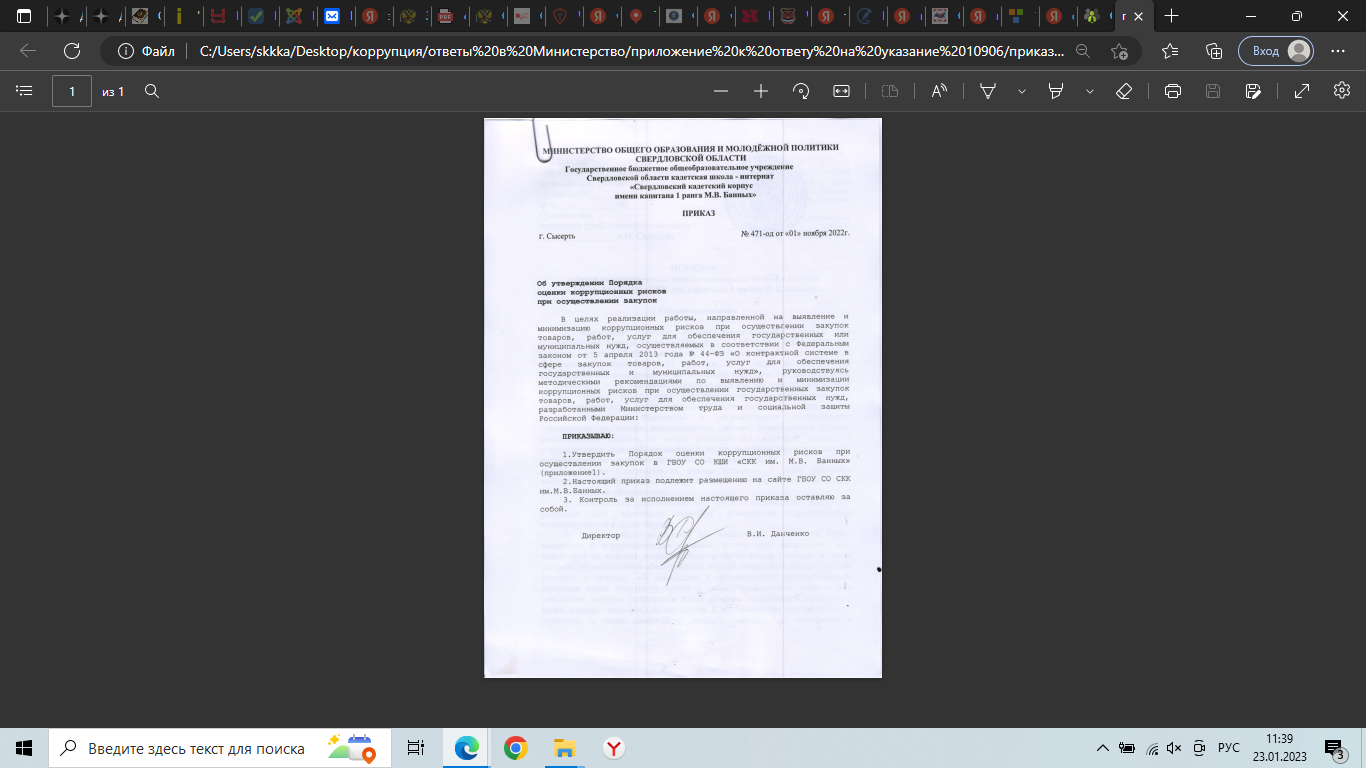 Файл
C:/Users/skkka/Desktop/коррупция/ответы%20в%20Министерство/приложение%20к%20ответу%20на%20указание%2010906/приказ...
Вход
1
из 1
МИНИСТЕРСТВО ОБЩЕГО ОБРАЗОВАНИЯ И МОЛОДЁЖНОЙ ПОЛИТИКИ
СВЕРДЛОВСКОЙ ОБЛАСТИ
Государственное бюджетное общеобразовательное учреждение
Свердловской области кадетская школа - интернат
«Свердловский кадетский корпус
имени капитана 1 ранга М.В. Банных»
ПРИКАЗ
г. Сысерть
№ 471-од от «01» ноября 2022г.
Об утверждении Порядка
оценки коррупционных рисков
при осуществлении закупок
В целях реализации работы, направленной на выявление и
минимизацию коррупционных рисков при осуществлении закупок
товаров, работ, услуг для обеспечения государственных или
муниципальных нужд, осуществляемых в соответствии с Федеральным
законом от 5 апреля 2013 года № 44-ФЗ «О контрактной системе в
сфере закупок товаров, работ, услуг для обеспечения
государственных и муниципальных нужд», руководствуясь
методическими рекомендациями по выявлению и минимизации
коррупционных рисков при осуществлении государственных закупок
товаров, работ, услуг для обеспечения государственных нужд,
разработанными Министерством труда и социальной защиты
Российской Федерации:
ПРИКАЗЫВАЮ:
1.Утвердить Порядок оценки коррупционных рисков при
осуществлении закупок в ГБОУ СО КШИ «СКК им. М.В. Банных»
(приложение1).
2.Настоящий приказ подлежит размещению на сайте ГБОУ СО СКК
им.М.В.Банных.
3. Контроль за исполнением настоящего приказа оставляю за
собой.
Директор
В.И. Данченко
Введите здесь текст для поиска
РУС
11:39
23.01.2023
3